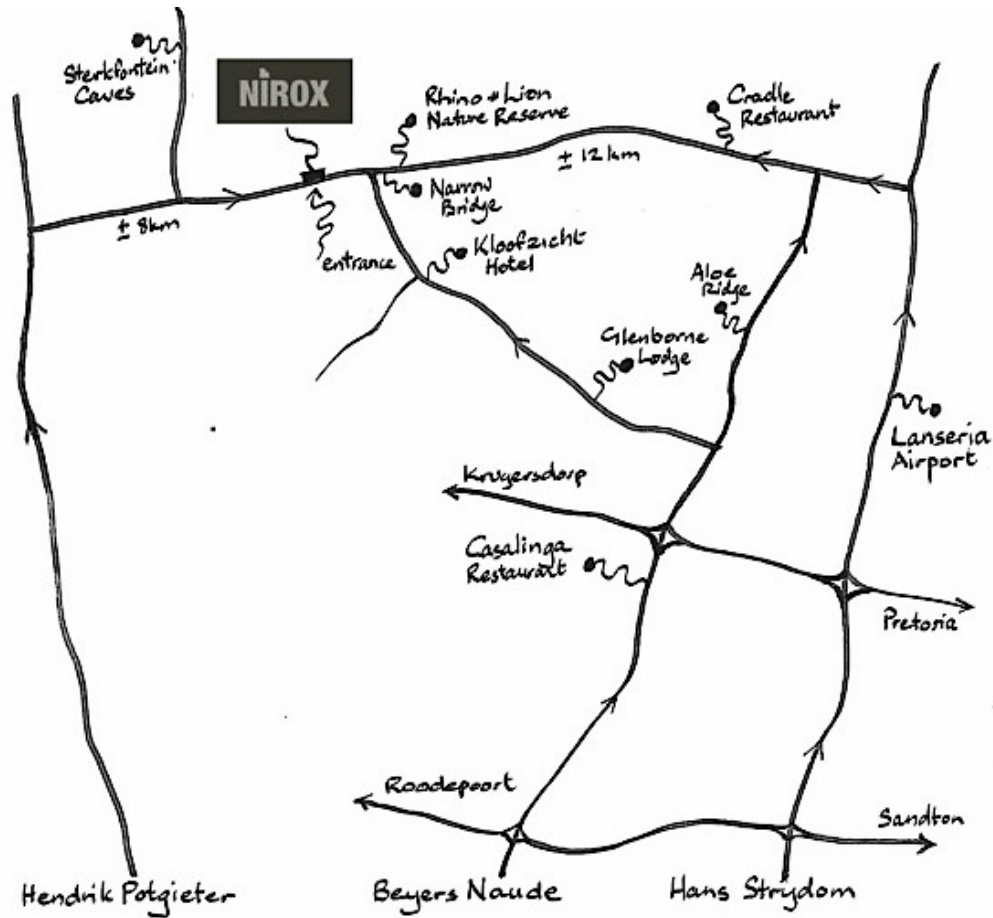 Sterkfontein
Caves
NIROX
Rhino & Lion
Nature Reserve
Cradle
Restaurant
± 12 km
Narrow
Bridge
± 8km
entrance
Kloofzicht
Hotel
Aloe
Ridge
Glenborne
Lodge
Lanseria
Airport
Krugersdorp
Casalinga
Restaurant
Pretoria
Roodepoort
Sandton
Hendrik Potgieter
Beyers Naude
Hans Strydom